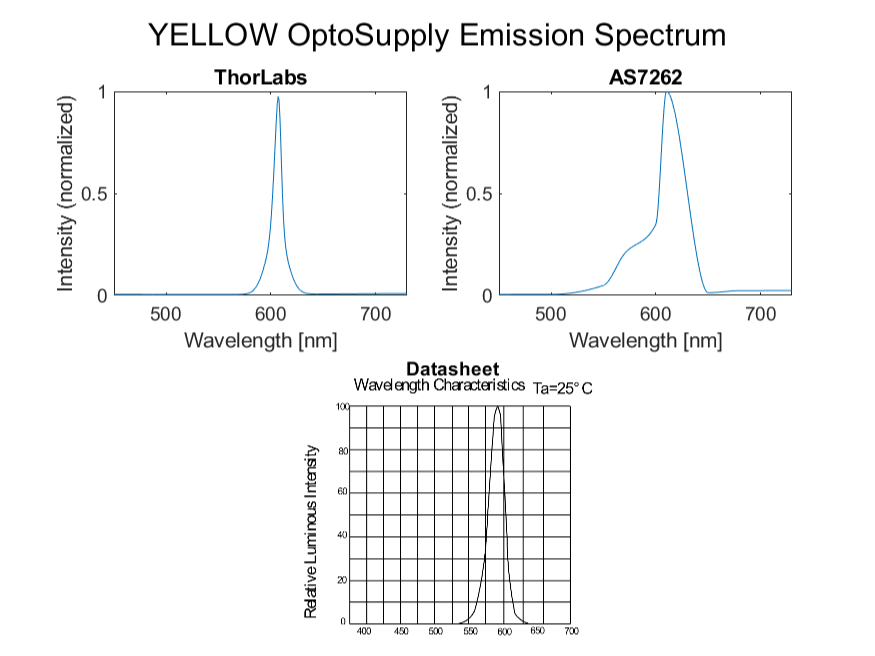 YELLOW OptoSupply Emission Spectrum
ThorLabs
Intensity (normalized)
1
0.5
0
500 600 700
Wavelength [nm]
AS7262
Intensity (normalized)
1
0.5
0
500 600 700
Wavelength [nm]
Datasheet
Wavelength Characteristics Ta=25°C
Relative Luminous Intensity
100
80
60
40
20
0
400 450 500 550 600 650 700